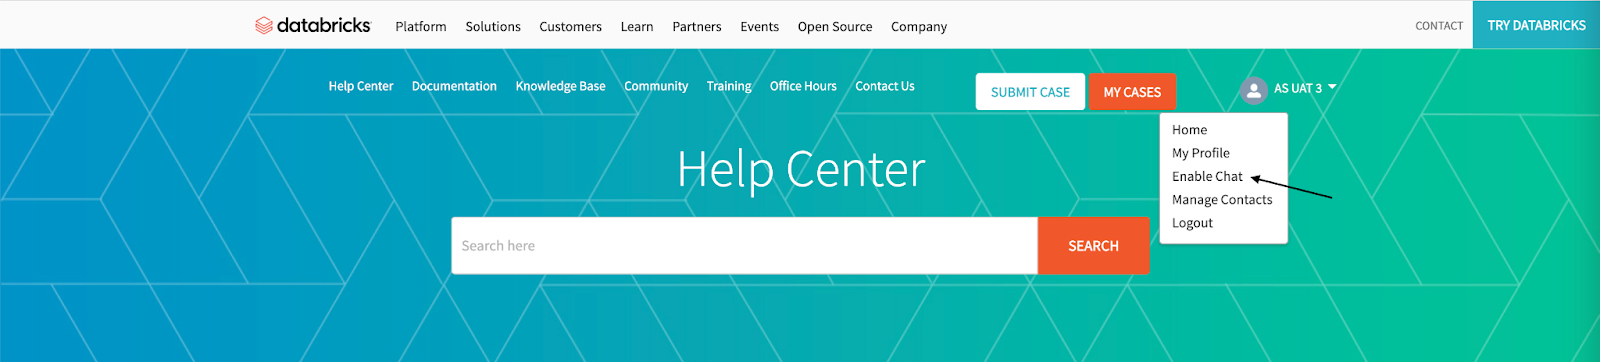 databricks Platform Solutions Customers Learn Partners Events Open Source Company CONTACT TRY DATABRICKS
Help Center Documentation Knowledge Base Community Training Office Hours Contact Us SUBMIT CASE MY CASES AS UAT 3
Home
My Profile
Enable Chat
Manage Contacts
Logout
Help Center
Search here SEARCH